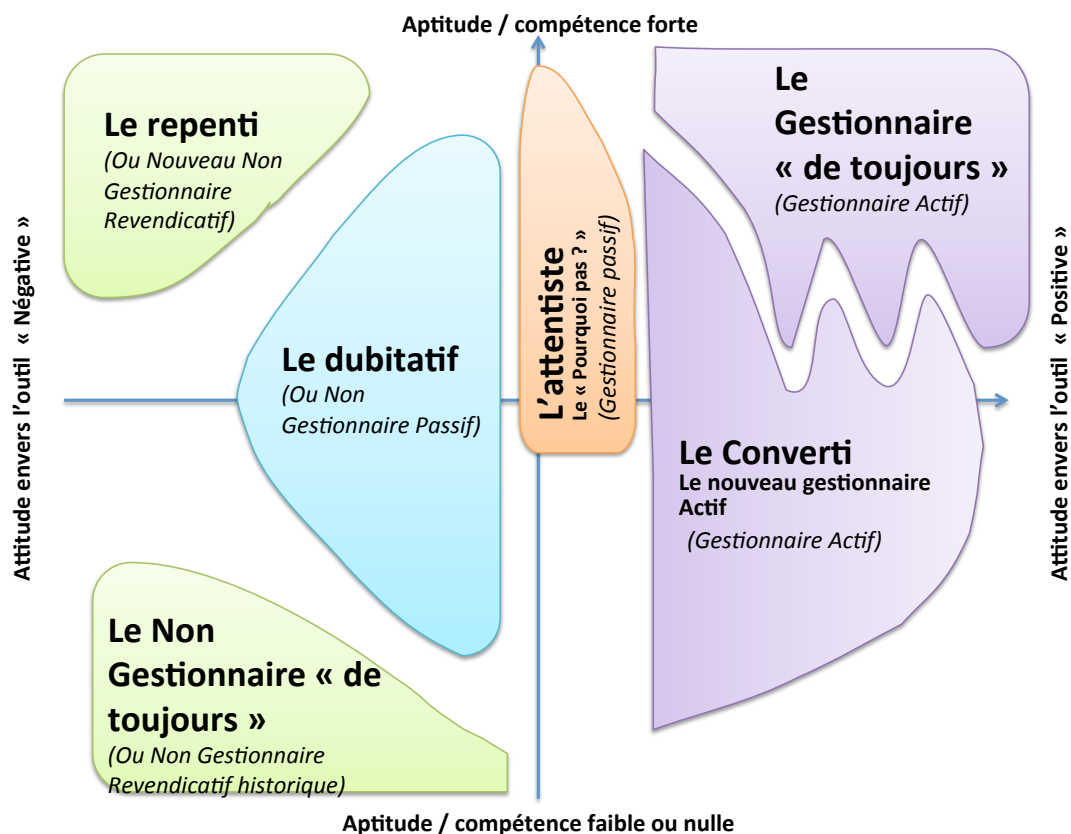 Aptitude / compétence forte
Le repenti
(Ou Nouveau Non
Gestionnaire
Revendicatif)
Le
Gestionnaire
« de toujours »
(Gestionnaire Actif)
Attitude envers l'outil « Négative »
Le dubitatif
(Ou Non
Gestionnaire Passif)
L'attentiste
Le « Pourquoi pas ? »
(Gestionnaire passif)
Attitude envers l'outil « Positive »
Le Converti
Le nouveau gestionnaire
Actif
(Gestionnaire Actif)
Le Non
Gestionnaire « de
toujours »
(Ou Non Gestionnaire
Revendicatif historique)
Aptitude / compétence faible ou nulle